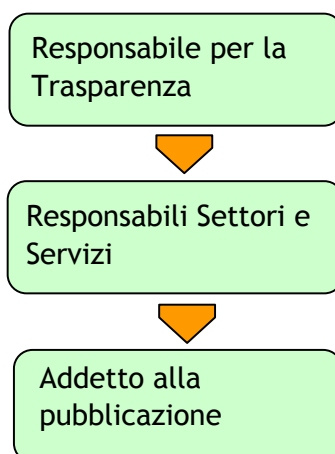 Responsabile per la
Trasparenza
Responsabili Settori e
Servizi
Addetto alla
pubblicazione